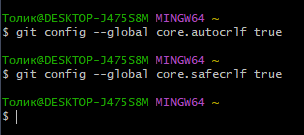 Толик@DESKTOP-J475S8M MINGW64 ~
$ git config --global core.autocrlf true
Толик@DESKTOP-J475S8M MINGW64 ~
$ git config --global core.safecrlf true
Толик@DESKTOP-J475S8M MINGW64 ~
$